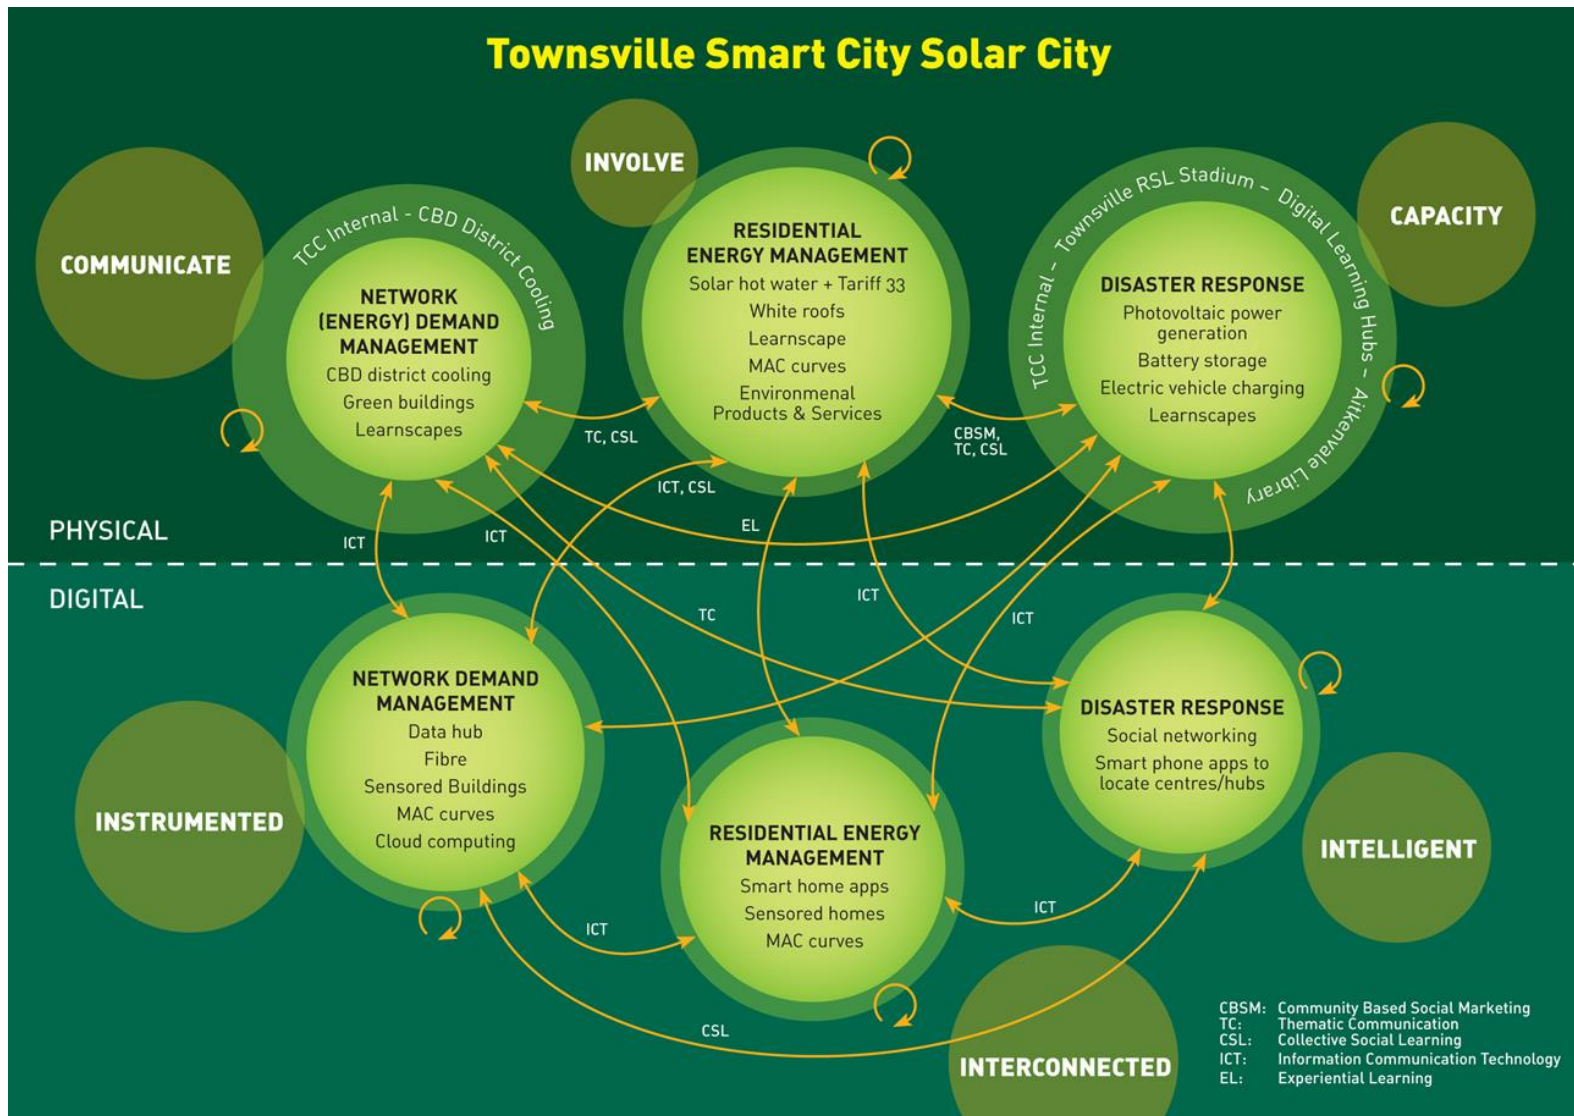 Townsville Smart City Solar City
COMMUNICATE
INVOLVE
CAPACITY
TCC Internal - CBD District Cooling
NETWORK
(ENERGY) DEMAND
MANAGEMENT
CBD district cooling
Green buildings
Learnscapes
RESIDENTIAL
ENERGY MANAGEMENT
Solar hot water + Tariff 33
White roofs
Learnscape
MAC curves
Environmenal
Products & Services
TCC Internal – Townsville RSL Stadium – Digital Learning Hubs – Aitkenvale Library
DISASTER RESPONSE
Photovoltaic power
generation
Battery storage
Electric vehicle charging
Learnscapes
TC, CSL
CBSM,
TC, CSL
ICT, CSL
EL
ICT
ICT
PHYSICAL
DIGITAL
ICT
TC
ICT
NETWORK DEMAND
MANAGEMENT
Data hub
Fibre
Sensored Buildings
MAC curves
Cloud computing
RESIDENTIAL ENERGY
MANAGEMENT
Smart home apps
Sensored homes
MAC curves
DISASTER RESPONSE
Social networking
Smart phone apps to
locate centres/hubs
INSTRUMENTED
INTELLIGENT
ICT
ICT
CSL
INTERCONNECTED
CBSM: Community Based Social Marketing
TC: Thematic Communication
CSL: Collective Social Learning
ICT: Information Communication Technology
EL: Experiential Learning